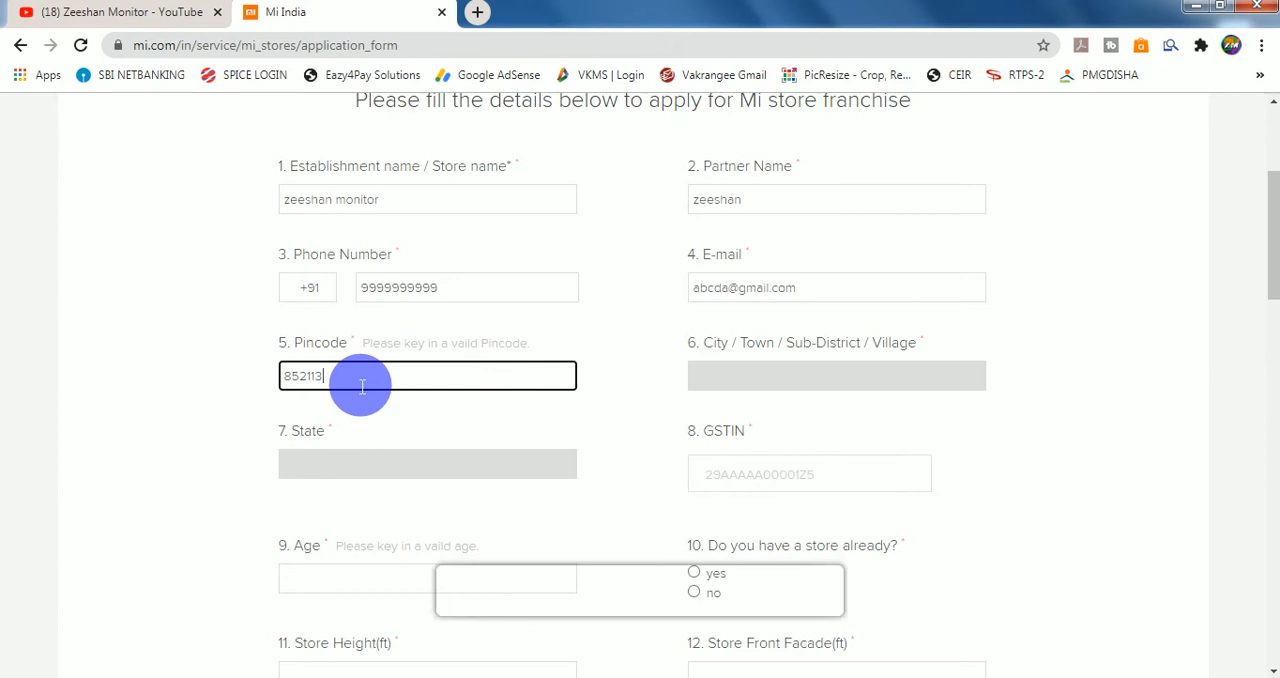 (18) Zeeshan Monitor - YouTube
Mi India
mi.com/in/service/mi_stores/application_form
Apps
SBI NETBANKING
SPICE LOGIN
Eazy4Pay Solutions
Google AdSense
VKMS | Login
Vakrangee Gmail
PicResize - Crop, Re...
CEIR
RTPS-2
PMGDISHA
»
Please fill the details below to apply for Mi store franchise
1. Establishment name / Store name* *
2. Partner Name *
zeeshan monitor
zeeshan
3. Phone Number *
4. E-mail *
+91
9999999999
abcda@gmail.com
5. Pincode * Please key in a vaild Pincode.
6. City / Town / Sub-District / Village *
852113
7. State *
8. GSTIN *
29AAAAA00001Z5
9. Age * Please key in a vaild age.
10. Do you have a store already? *
yes
no
11. Store Height(ft) *
12. Store Front Facade(ft) *